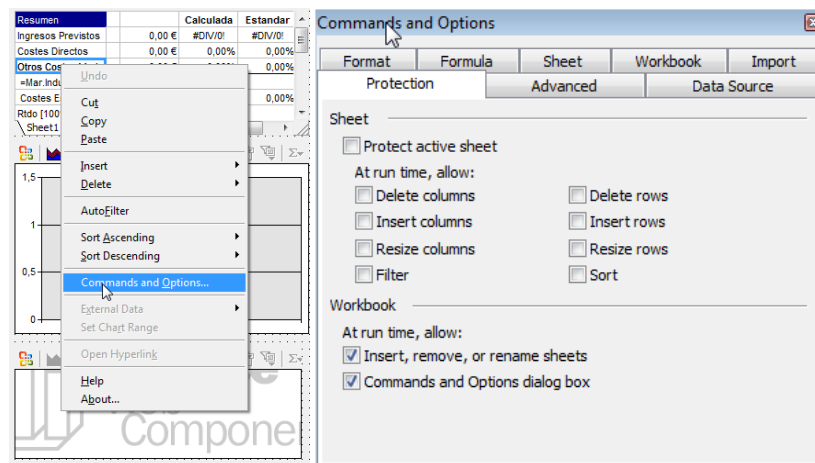 Resumen Calculada Estandar
Ingresos Previstos 0,00 € #DIV/0! #DIV/0!
Costes Directos 0,00 € 0,00% 0,00%
Otros Cos 0,00%
=Mar.Indu
Costes E 0,00%
Rtdo [100
Sheet1
Undo
Cut
Copy
Paste
Insert
Delete
AutoFilter
Sort Ascending
Sort Descending
Commands and Options...
External Data
Set Chart Range
Open Hyperlink
Help
About...
1,5
1
0,5
0
Compone
Commands and Options
Format Formula Sheet Workbook Import
Protection Advanced Data Source
Sheet
Protect active sheet
At run time, allow:
Delete columns Delete rows
Insert columns Insert rows
Resize columns Resize rows
Filter Sort
Workbook
At run time, allow:
Insert, remove, or rename sheets
Commands and Options dialog box